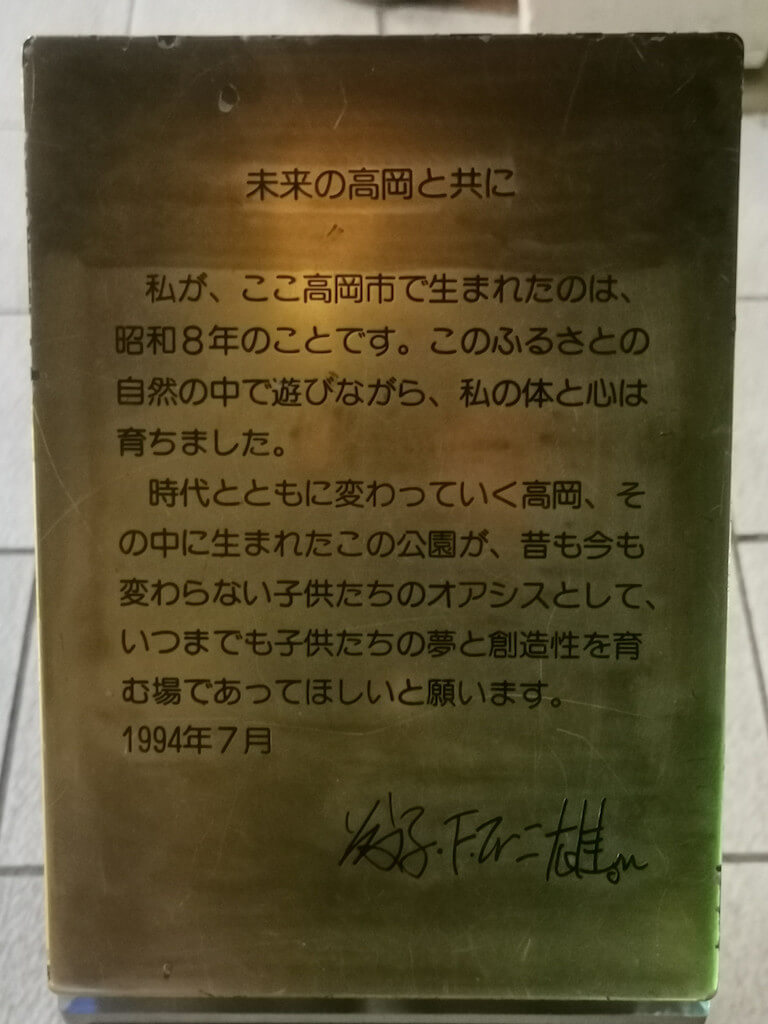 未来の高岡と共に
私が、ここ高岡市で生まれたのは、
昭和８年のことです。このふるさとの
自然の中で遊びながら、私の体と心は
育ちました。
時代とともに変わっていく高岡、そ
の中に生まれたこの公園が、昔も今も
変わらない子供たちのオアシスとして、
いつまでも子供たちの夢と創造性を育
む場であってほしいと願います。
1994年７月
藤子・F・不二雄